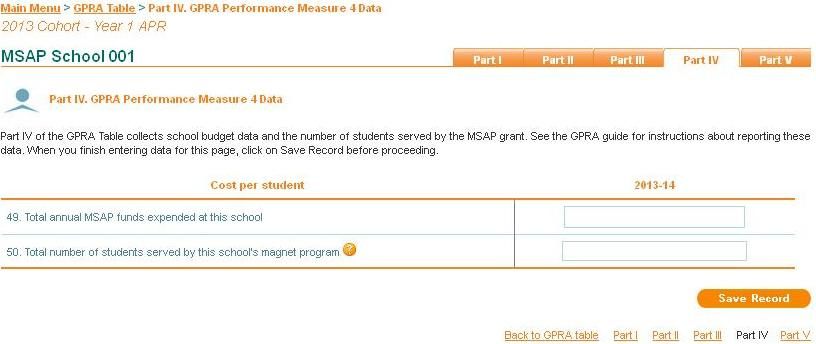 Main Menu > GPRA Table > Part IV. GPRA Performance Measure 4 Data
2013 Cohort - Year 1 APR
MSAP School 001
Part I Part II Part III Part IV Part V
Part IV. GPRA Performance Measure 4 Data
Part IV of the GPRA Table collects school budget data and the number of students served by the MSAP grant. See the GPRA guide for instructions about reporting these
data. When you finish entering data for this page, click on Save Record before proceeding.
Cost per student 2013-14
49. Total annual MSAP funds expended at this school
50. Total number of students served by this school's magnet program ?
Save Record
Back to GPRA table Part I Part II Part III Part IV Part V